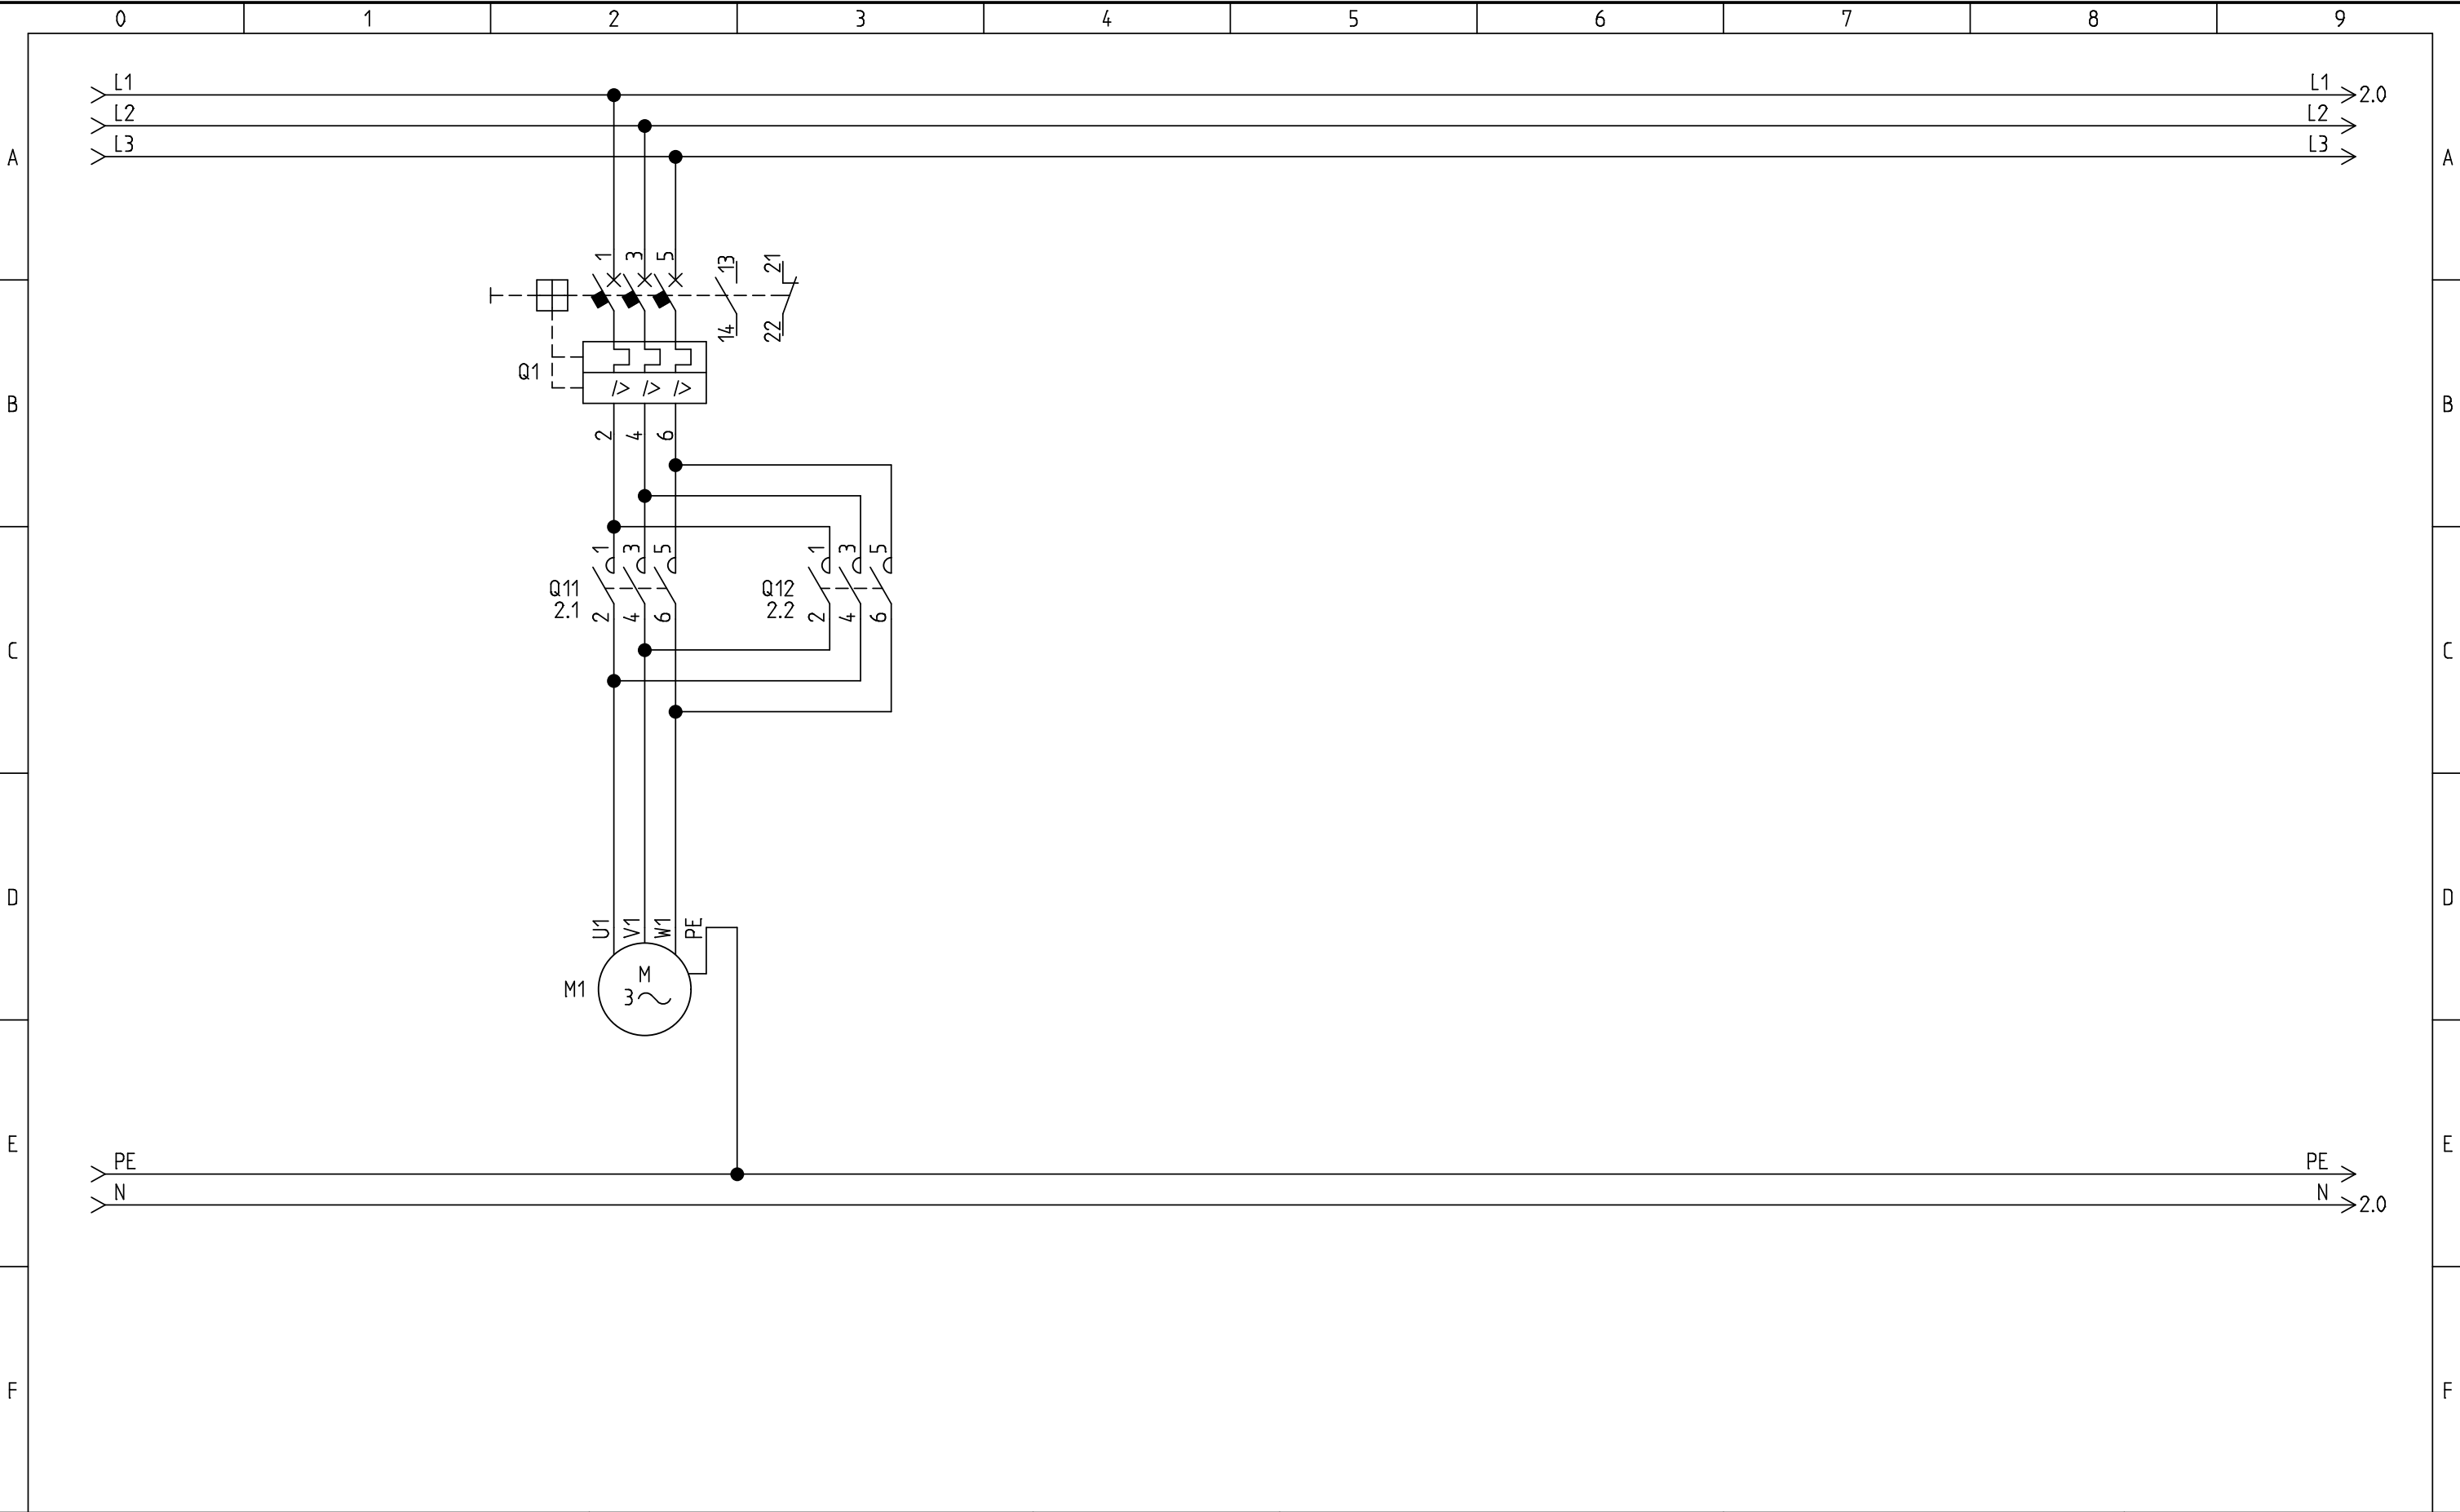 0 1 2 3 4 5 6 7 8 9
L1 L1 2.0
L2 L2
L3 L3
A A
1 3 5 13 21
14 22
Q1
B B
2 4 6
1 3 5 1 3 5
Q11 Q12
2.1 2.2
2 4 6 2 4 6
C C
D D
U1 V1 W1 PE
M
M1 3
E E
PE PE
N N 2.0
F F